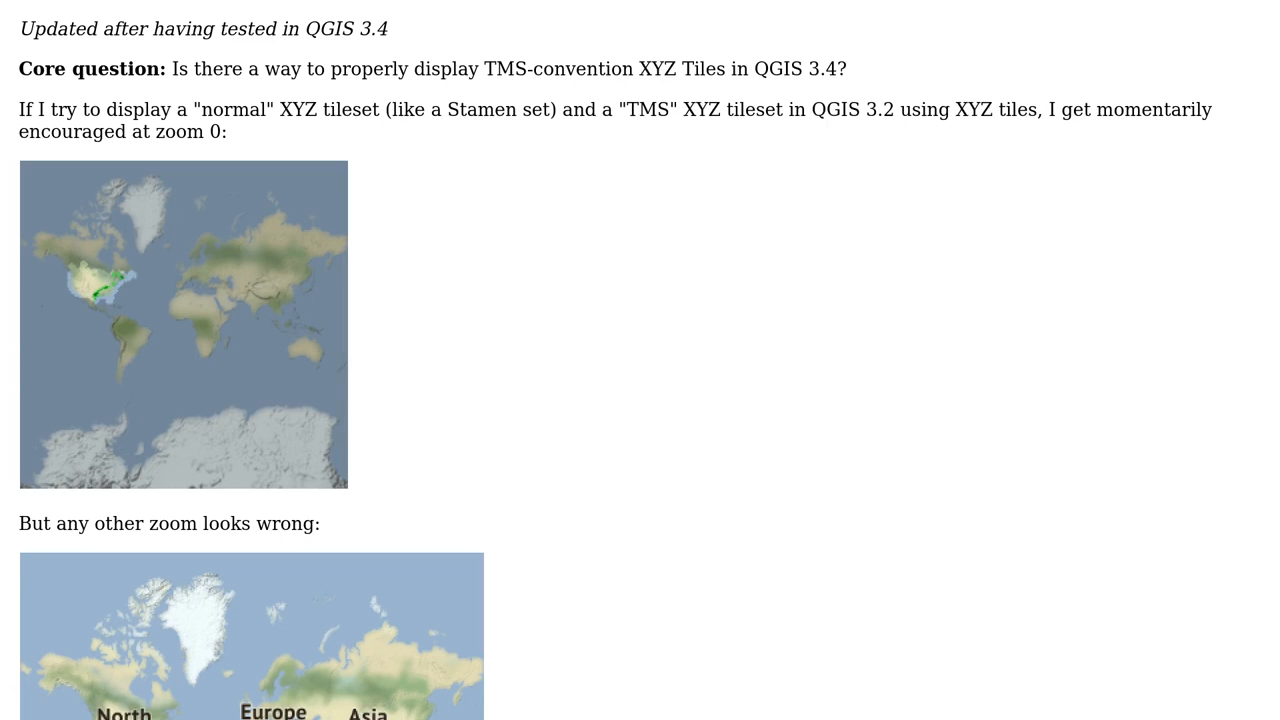 Updated after having tested in QGIS 3.4
Core question: Is there a way to properly display TMS-convention XYZ Tiles in QGIS 3.4?
If I try to display a "normal" XYZ tileset (like a Stamen set) and a "TMS" XYZ tileset in QGIS 3.2 using XYZ tiles, I get momentarily
encouraged at zoom 0:
But any other zoom looks wrong:
North Europe Asia